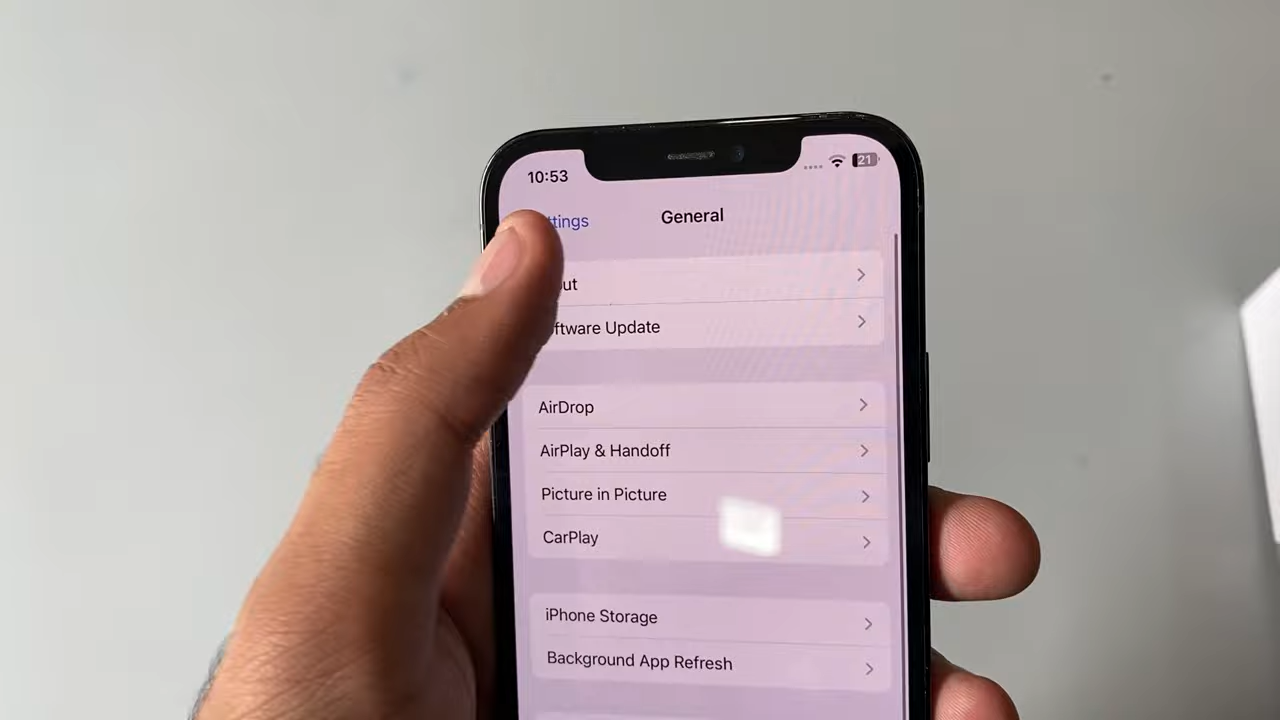 10:53
21
ttings
General
ut
ftware Update
AirDrop
AirPlay & Handoff
Picture in Picture
CarPlay
iPhone Storage
Background App Refresh